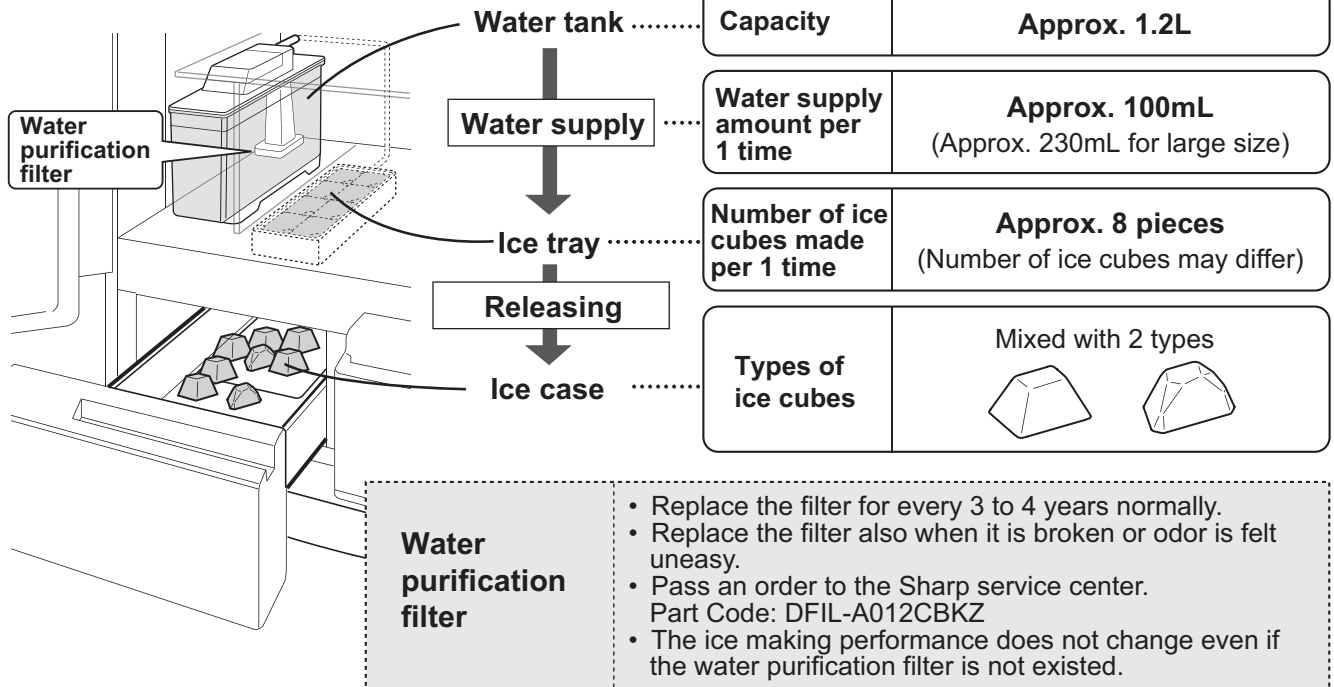 Water tank
Capacity
Approx. 1.2L
Water
purification
filter
Water supply
Water supply
amount per
1 time
Approx. 100mL
(Approx. 230mL for large size)
Ice tray
Number of ice
cubes made
per 1 time
Approx. 8 pieces
(Number of ice cubes may differ)
Releasing
Ice case
Types of
ice cubes
Mixed with 2 types
Water
purification
filter
• Replace the filter for every 3 to 4 years normally.
• Replace the filter also when it is broken or odor is felt
uneasy.
• Pass an order to the Sharp service center.
Part Code: DFIL-A012CBKZ
• The ice making performance does not change even if
the water purification filter is not existed.